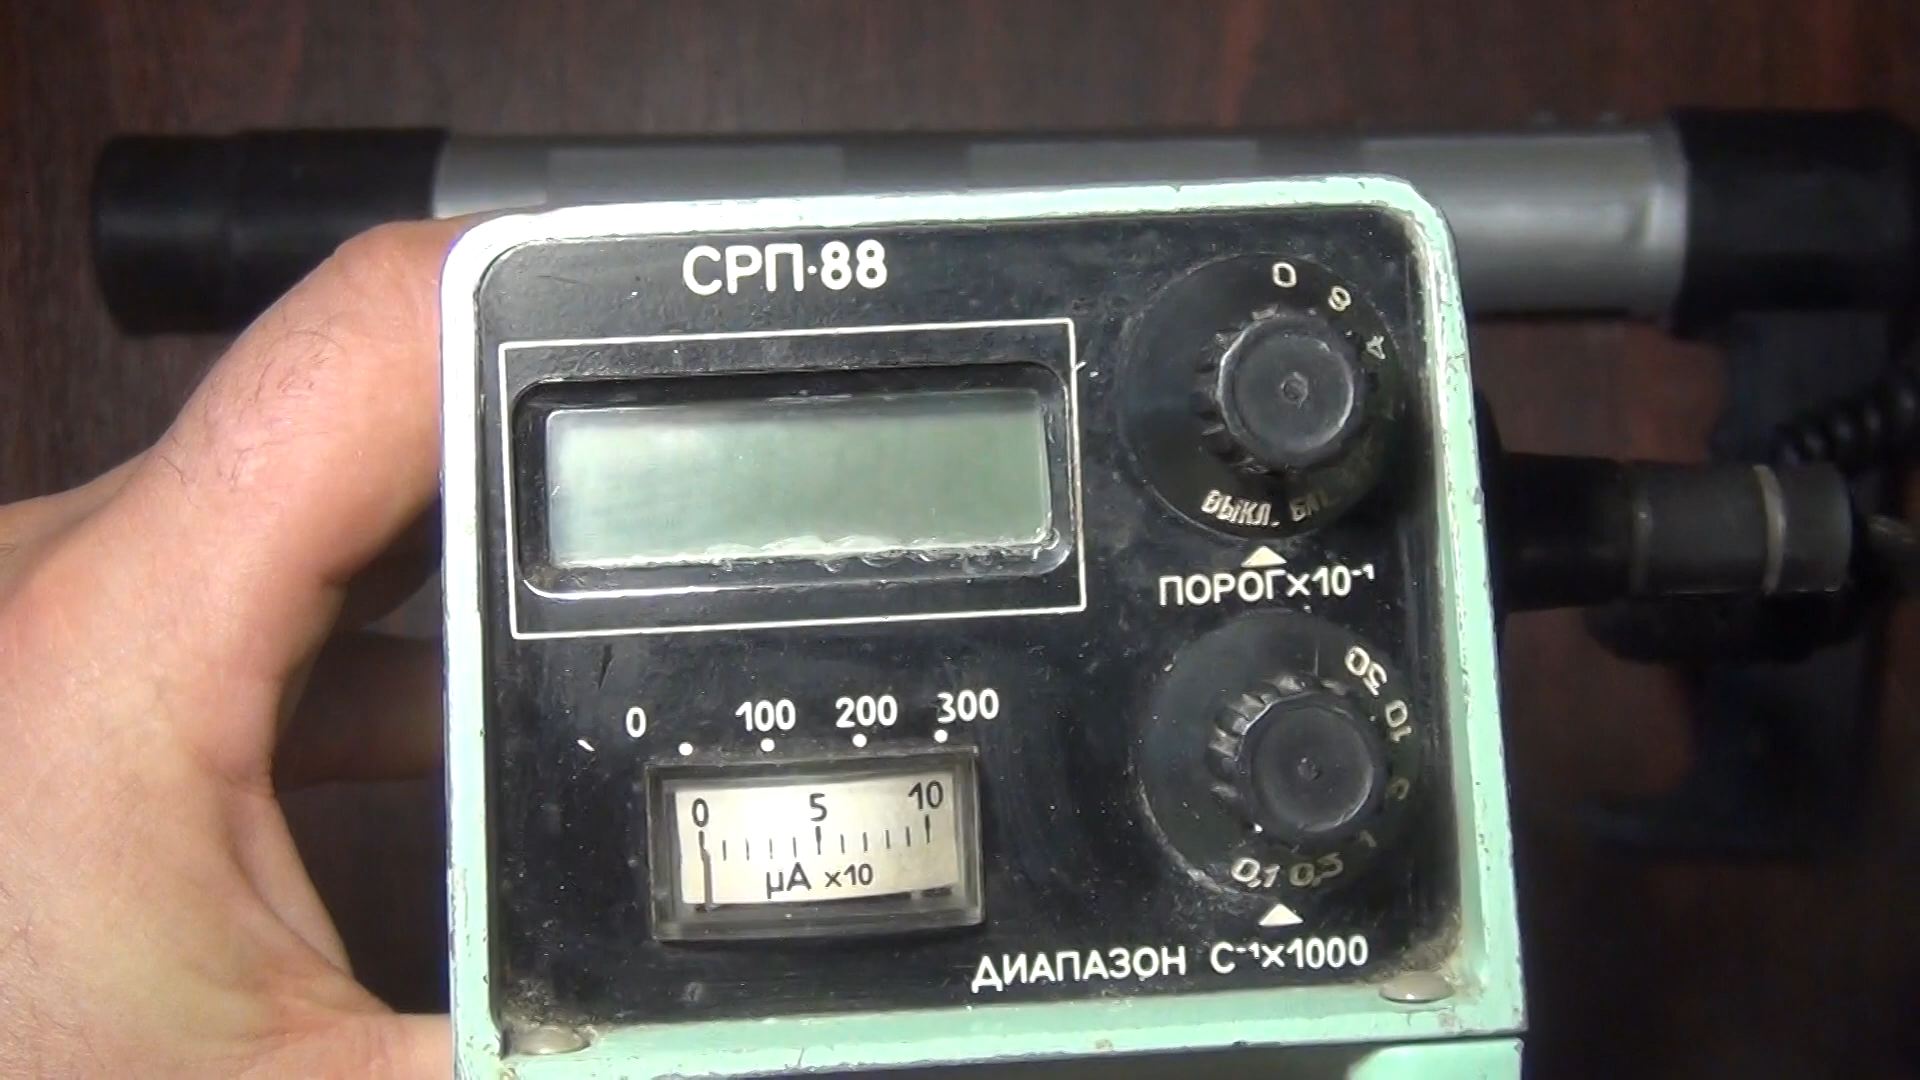 СРП·88
0 6 4
ВЫКЛ. БАТ.
ПОРОГ×10⁻¹
0 100 200 300
0 5 10
µA ×10
30 10 3 1 0,3 0,1
ДИАПАЗОН С⁻¹×1000